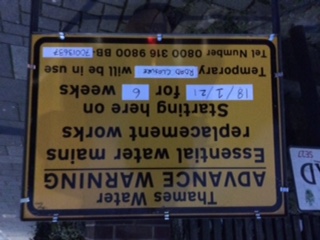 Thames Water
ADVANCE WARNING
Essential water mains
replacement works
Starting here on
18/1/21 for 6 weeks
Temporary ROAD CLOSURE will be in use
Tel Number 0800 316 9800 BB-